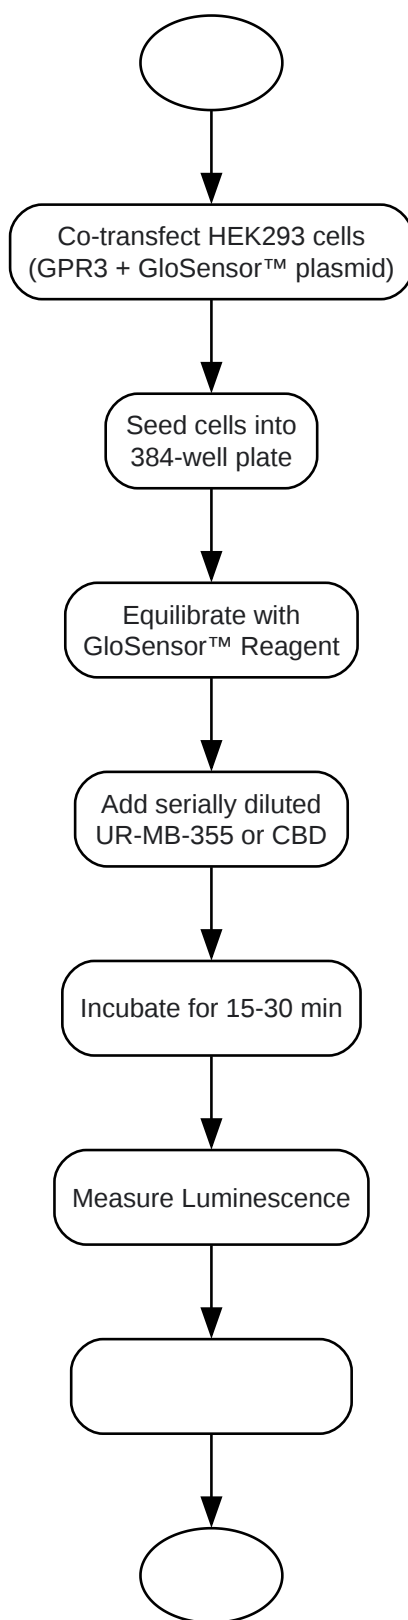 Co-transfect HEK293 cells
(GPR3 + GloSensor™ plasmid)
Seed cells into
384-well plate
Equilibrate with
GloSensor™ Reagent
Add serially diluted
UR-MB-355 or CBD
Incubate for 15-30 min
Measure Luminescence